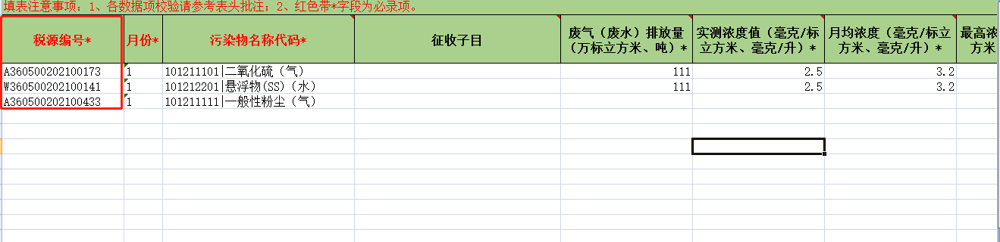 填表注意事项：1、各数据项校验请参考表头批注；2、红色带*字段为必录项。
税源编号* 月份* 污染物名称代码* 征收子目 废气（废水）排放量（万标立方米、吨）* 实测浓度值（毫克/标立方米、毫克/升）* 月均浓度（毫克/标立方米、毫克/升）* 最高浓 方米
A360500202100173 1 101211101|二氧化硫（气） 111 2.5 3.2
W360500202100141 1 101212201|悬浮物(SS)（水） 111 2.5 3.2
A360500202100433 1 101211111|一般性粉尘（气）